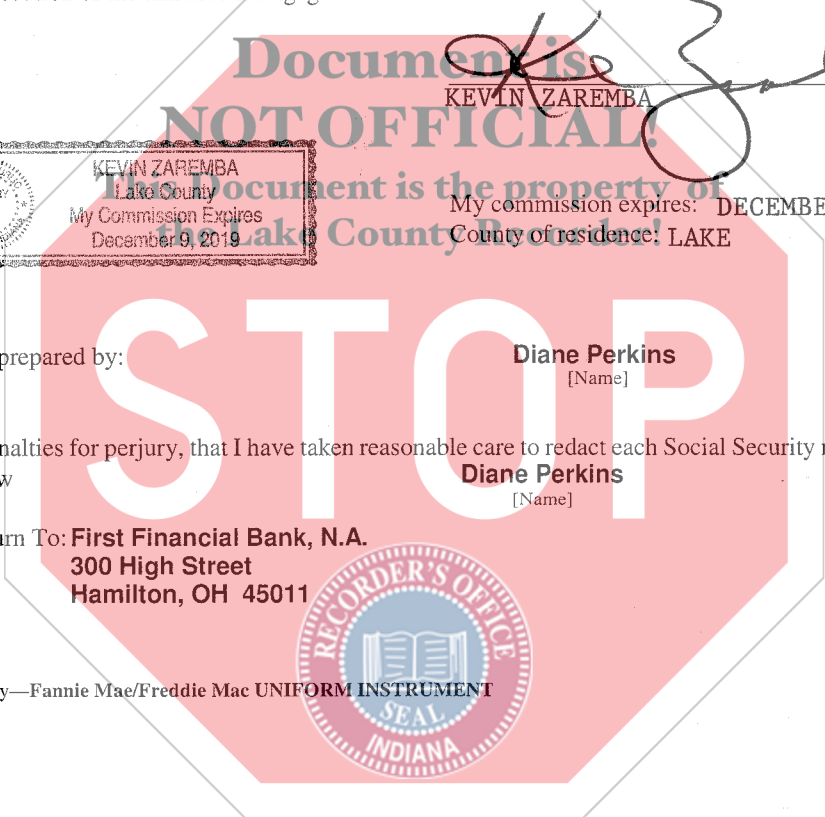 Document is
KEVIN ZAREMBA
NOT OFFICIAL!
KEVIN ZAREMBA
Lake County
My Commission Expires
December 9, 2019
This Document is the property of
the Lake County Recorder!
My commission expires: DECEMBE
County of residence: LAKE
STOP
prepared by:
Diane Perkins
[Name]
nalties for perjury, that I have taken reasonable care to redact each Social Security
w
Diane Perkins
[Name]
urn To: First Financial Bank, N.A.
300 High Street
Hamilton, OH 45011
RECORDER'S OFFICE
SEAL
INDIANA
y—Fannie Mae/Freddie Mac UNIFORM INSTRUMENT